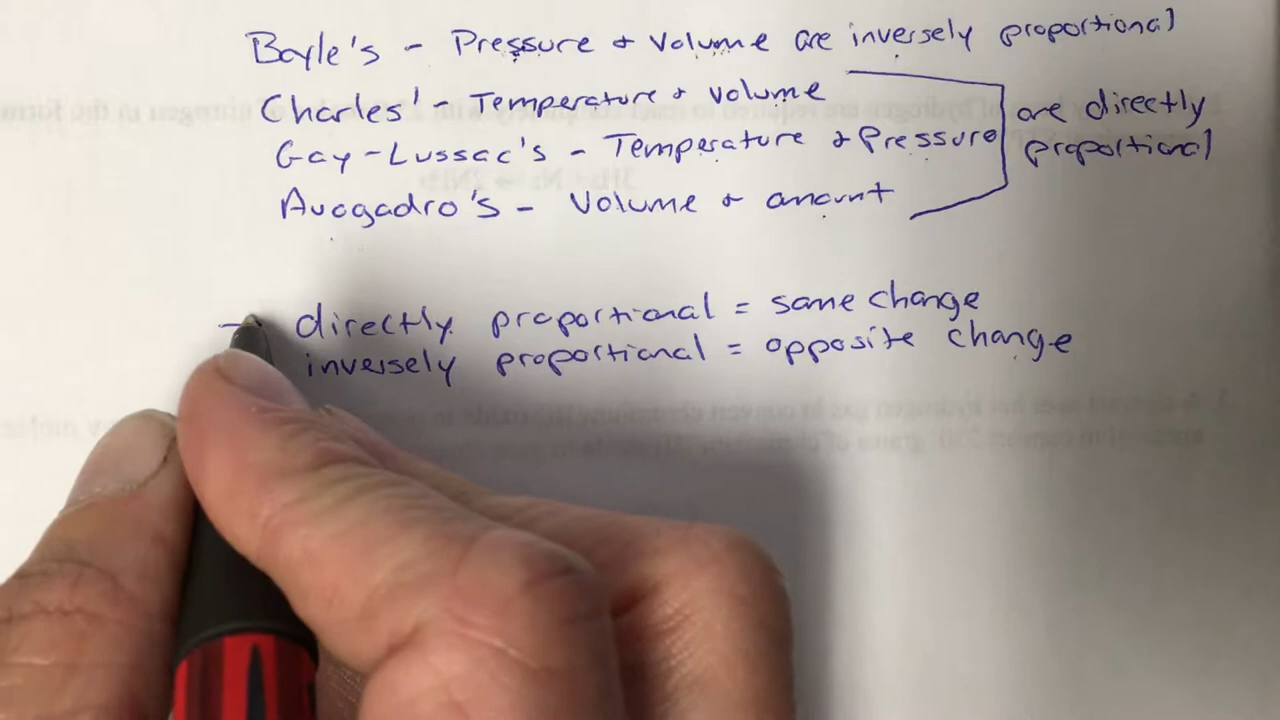 Boyle's - Pressure & Volume are inversely proportional
Charles' - Temperature & volume
Gay-Lussac's - Temperature & Pressure
are directly
proportional
Avogadro's - Volume & amount
directly proportional = same change
inversely proportional = opposite change